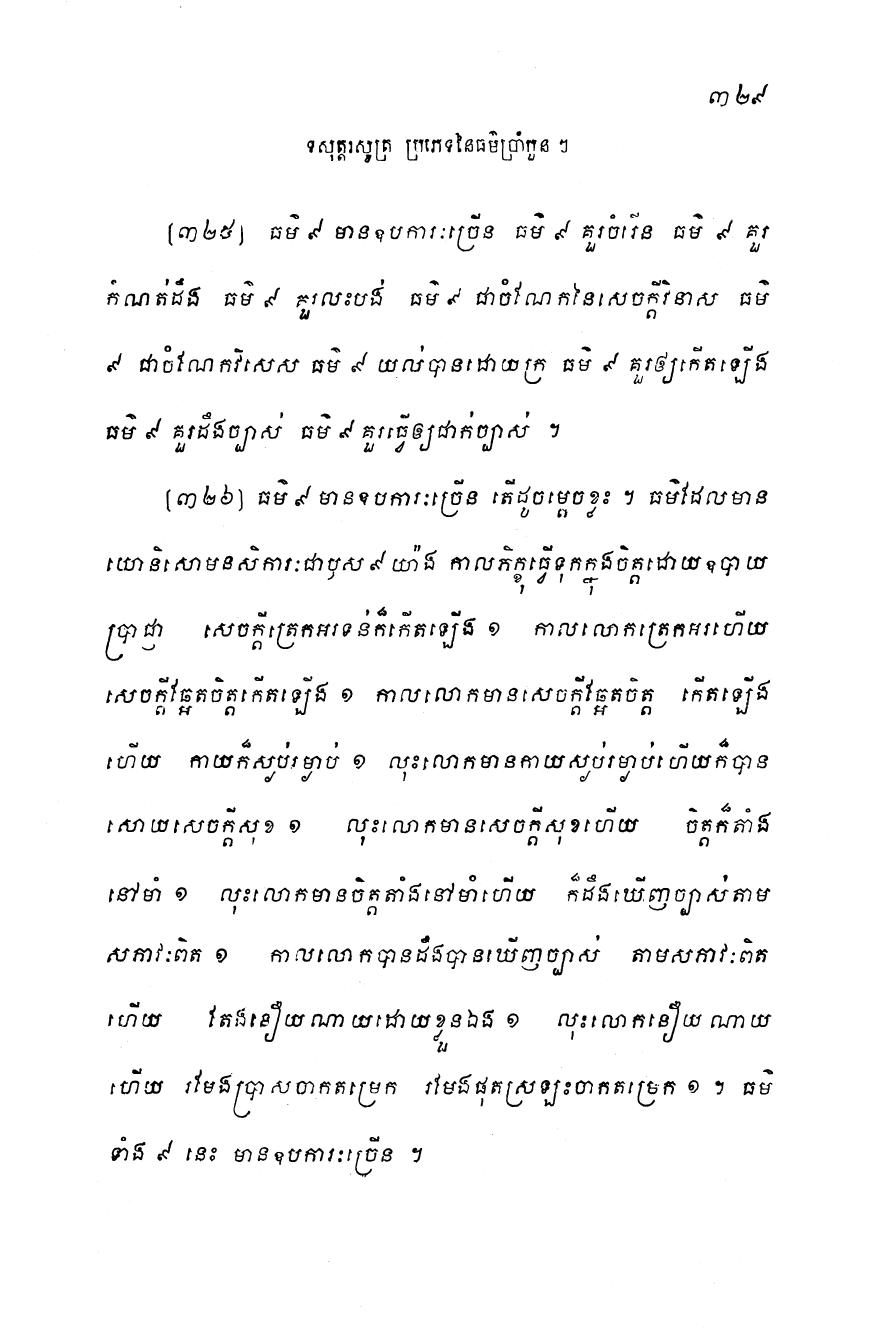 ៣២៩
ទសុត្តរសូត្រ ប្រភេទនៃធម៌ប្រាំកួន ៗ
(៣២៥) ធម៌ ៩ មានឧបការៈច្រើន ធម៌ ៩ គួរចំរើន ធម៌ ៩ គួរ
កំណត់ដឹង ធម៌ ៩ គួរលះបង់ ធម៌ ៩ ជាចំណែកនៃសេចក្តីវិនាស ធម៌
៩ ជាចំណែកវិសេស ធម៌ ៩ យល់បានដោយក្រ ធម៌ ៩ គួរឲ្យកើតឡើង
ធម៌ ៩ គួរដឹងច្បាស់ ធម៌ ៩ គួរធ្វើឲ្យជាក់ច្បាស់ ។
(៣២៦) ធម៌ ៩ មានឧបការៈច្រើន តើដូចម្តេចខ្លះ ។ ធម៌ដែលមាន
យោនិសោមនសិការៈជាឫស ៩ យ៉ាង កាលភិក្ខុធ្វើទុកក្នុងចិត្តដោយឧបាយ
ប្រាជ្ញា សេចក្តីត្រេកអរទន់ក៏កើតឡើង ១ កាលលោកត្រេកអរហើយ
សេចក្តីឆ្អែតចិត្តកើតឡើង ១ កាលលោកមានសេចក្តីឆ្អែតចិត្ត កើតឡើង
ហើយ កាយក៏ស្ងប់រម្ងាប់ ១ លុះលោកមានកាយស្ងប់រម្ងាប់ហើយក៏បាន
សោយសេចក្តីសុខ ១ លុះលោកមានសេចក្តីសុខហើយ ចិត្តក៏តាំង
នៅមាំ ១ លុះលោកមានចិត្តតាំងនៅមាំហើយ ក៏ដឹងឃើញច្បាស់តាម
សភាវៈពិត ១ កាលលោកបានដឹងបានឃើញច្បាស់ តាមសភាវៈពិត
ហើយ តែងនឿយណាយដោយខ្លួនឯង ១ លុះលោកនឿយណាយ
ហើយ រមែងប្រាសចាកតម្រេក រមែងផុតស្រឡះចាកតម្រេក ១ ។ ធម៌
ទាំង ៩ នេះ មានឧបការៈច្រើន ។